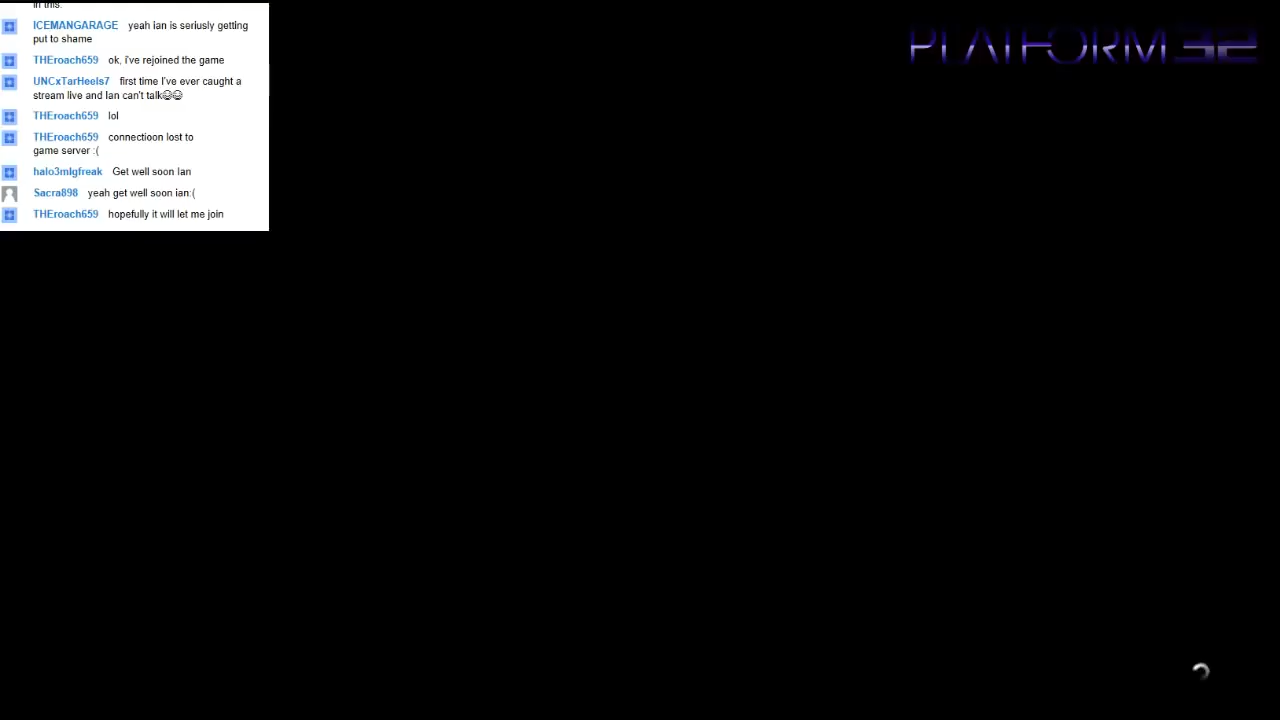 in this.
ICEMANGARAGE yeah ian is seriusly getting
put to shame
THEroach659 ok, i've rejoined the game
UNCxTarHeels7 first time I've ever caught a
stream live and Ian can't talk😂😂
THEroach659 lol
THEroach659 connectioon lost to
game server :(
halo3mlgfreak Get well soon Ian
Sacra898 yeah get well soon ian:(
THEroach659 hopefully it will let me join
PLATFORM32